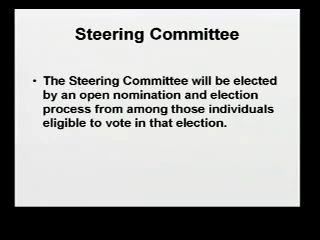 Steering Committee
• The Steering Committee will be elected
by an open nomination and election
process from among those individuals
eligible to vote in that election.